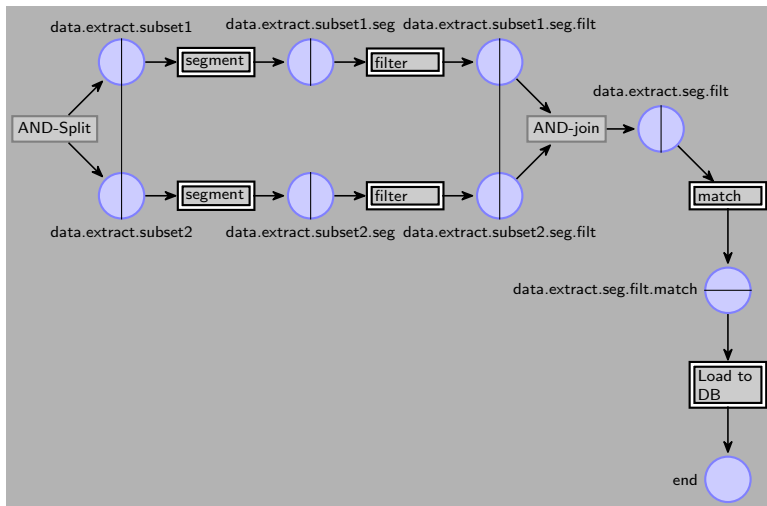 data.extract.subset1
data.extract.subset1.seg
data.extract.subset1.seg.filt
segment
filter
data.extract.seg.filt
AND-Split
AND-join
segment
filter
match
data.extract.subset2
data.extract.subset2.seg
data.extract.subset2.seg.filt
data.extract.seg.filt.match
Load to
DB
end